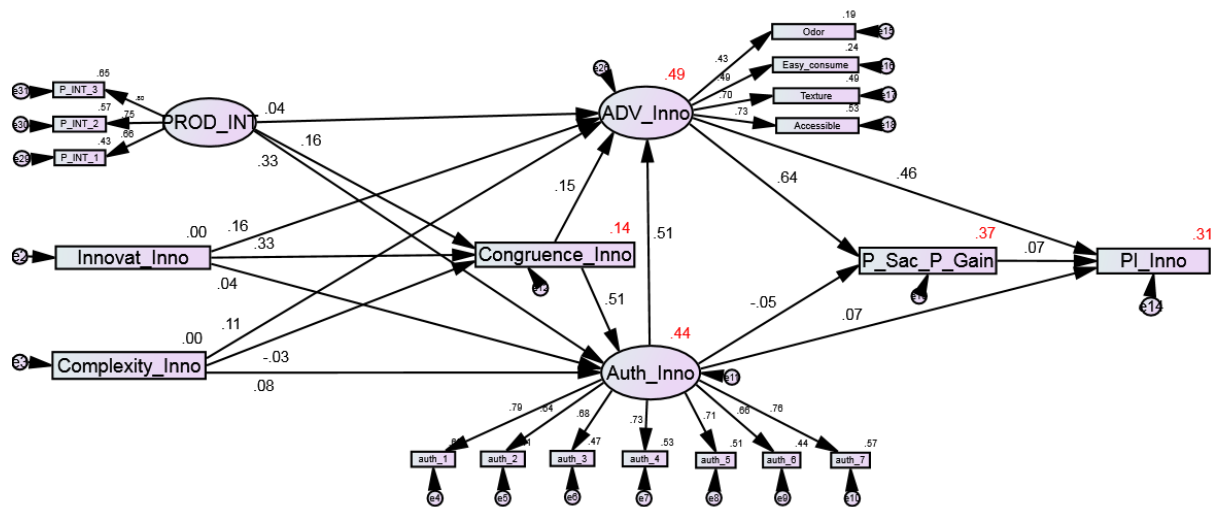 .19
Odor
e15
.43
.24
Easy_consume
e16
.49
.49
Texture
e17
.70
.53
Accessible
e18
.73
e26
.49
ADV_Inno
.65
e31
P_INT_3
.57
e30
P_INT_2
.75
.43
e29
P_INT_1
.66
PROD_INT
.04
.16
.33
.15
.64
.46
.51
.00
e2
Innovat_Inno
.16
.33
.04
.14
Congruence_Inno
e12
.51
.37
P_Sac_P_Gain
.07
.31
PI_Inno
e14
-.05
.07
.00
e3
Complexity_Inno
.11
-.03
.08
.44
Auth_Inno
e11
.79
.64
.68
.73
.71
.66
.76
auth_1
auth_2
.47
auth_3
.53
auth_4
.51
auth_5
.44
auth_6
.57
auth_7
e4
e5
e6
e7
e8
e9
e10